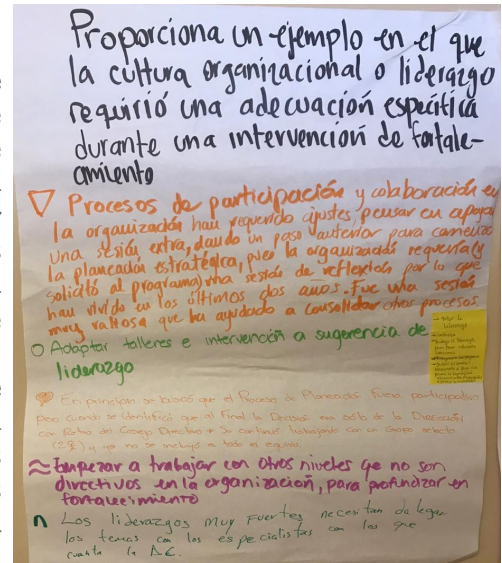 Proporciona un ejemplo en el que
la cultura organizacional o liderazgo
requirió una adecuación específica
durante una intervención de fortale-
cimiento
Procesos de participación y colaboración en
la organización han requerido ajustes, pensar en apoyar
una sesión extra, dando un paso anterior para comenzar
la planeación estratégica, pues la organización requería (y
solicitó al programa) una sesión de reflexión por lo que
han vivido en los últimos dos años. Fue una sesión
muy valiosa que ha ayudado a consolidar otros procesos
Adaptar talleres e intervención a sugerencia de
liderazgo
En principio se buscó que el Proceso de Planeación fuera participativo
Pero cuando se identificó que al final la Decisión era solo de la Dirección
con Retro del Consejo Directivo se continuó trabajando con un Grupo selecto
y ya no se incluyó a todo el equipo.
Empezar a trabajar con otros niveles qe no son
directivos en la organización, para profundizar en
fortalecimiento
Los liderazgos muy fuertes necesitan delegar
los temas con los especialistas con los que
cuenta la AC.
liderazgo